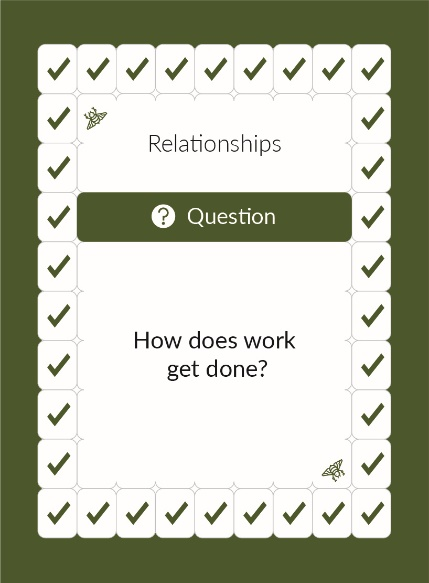 Relationships
? Question
How does work
get done?